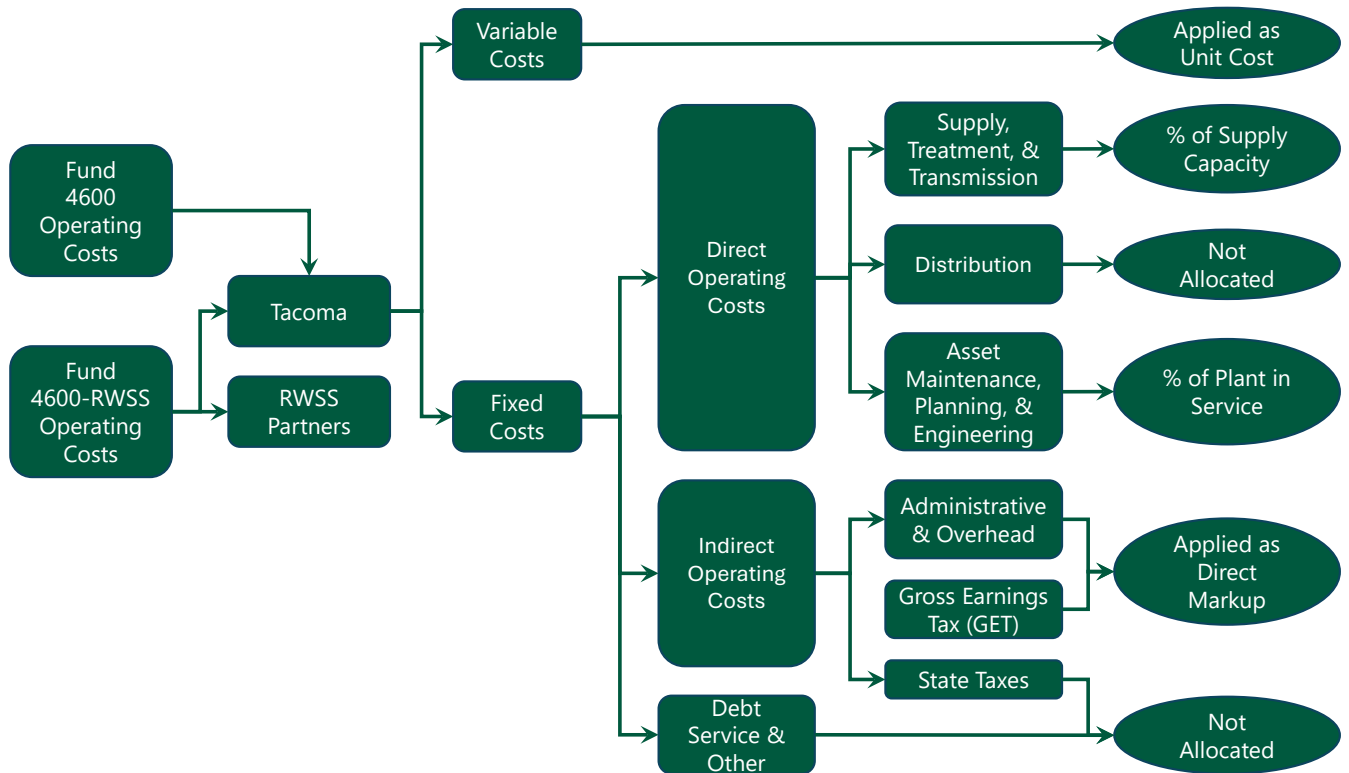 Variable
Costs
Applied as
Unit Cost
Fund
4600
Operating
Costs
Supply,
Treatment, &
Transmission
% of Supply
Capacity
Direct
Operating
Costs
Distribution
Not
Allocated
Tacoma
Fund
4600-RWSS
Operating
Costs
RWSS
Partners
Fixed
Costs
Asset
Maintenance,
Planning, &
Engineering
% of Plant in
Service
Indirect
Operating
Costs
Administrative
& Overhead
Gross Earnings
Tax (GET)
Applied as
Direct
Markup
State Taxes
Debt
Service &
Other
Not
Allocated